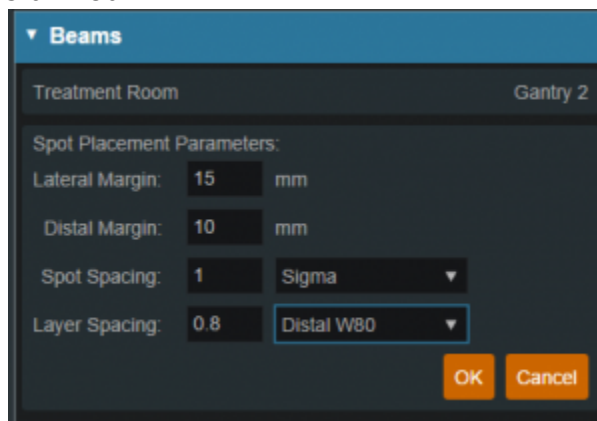 Beams
Treatment Room Gantry 2
Spot Placement Parameters:
Lateral Margin: 15 mm
Distal Margin: 10 mm
Spot Spacing: 1 Sigma
Layer Spacing: 0.8 Distal W80
OK Cancel